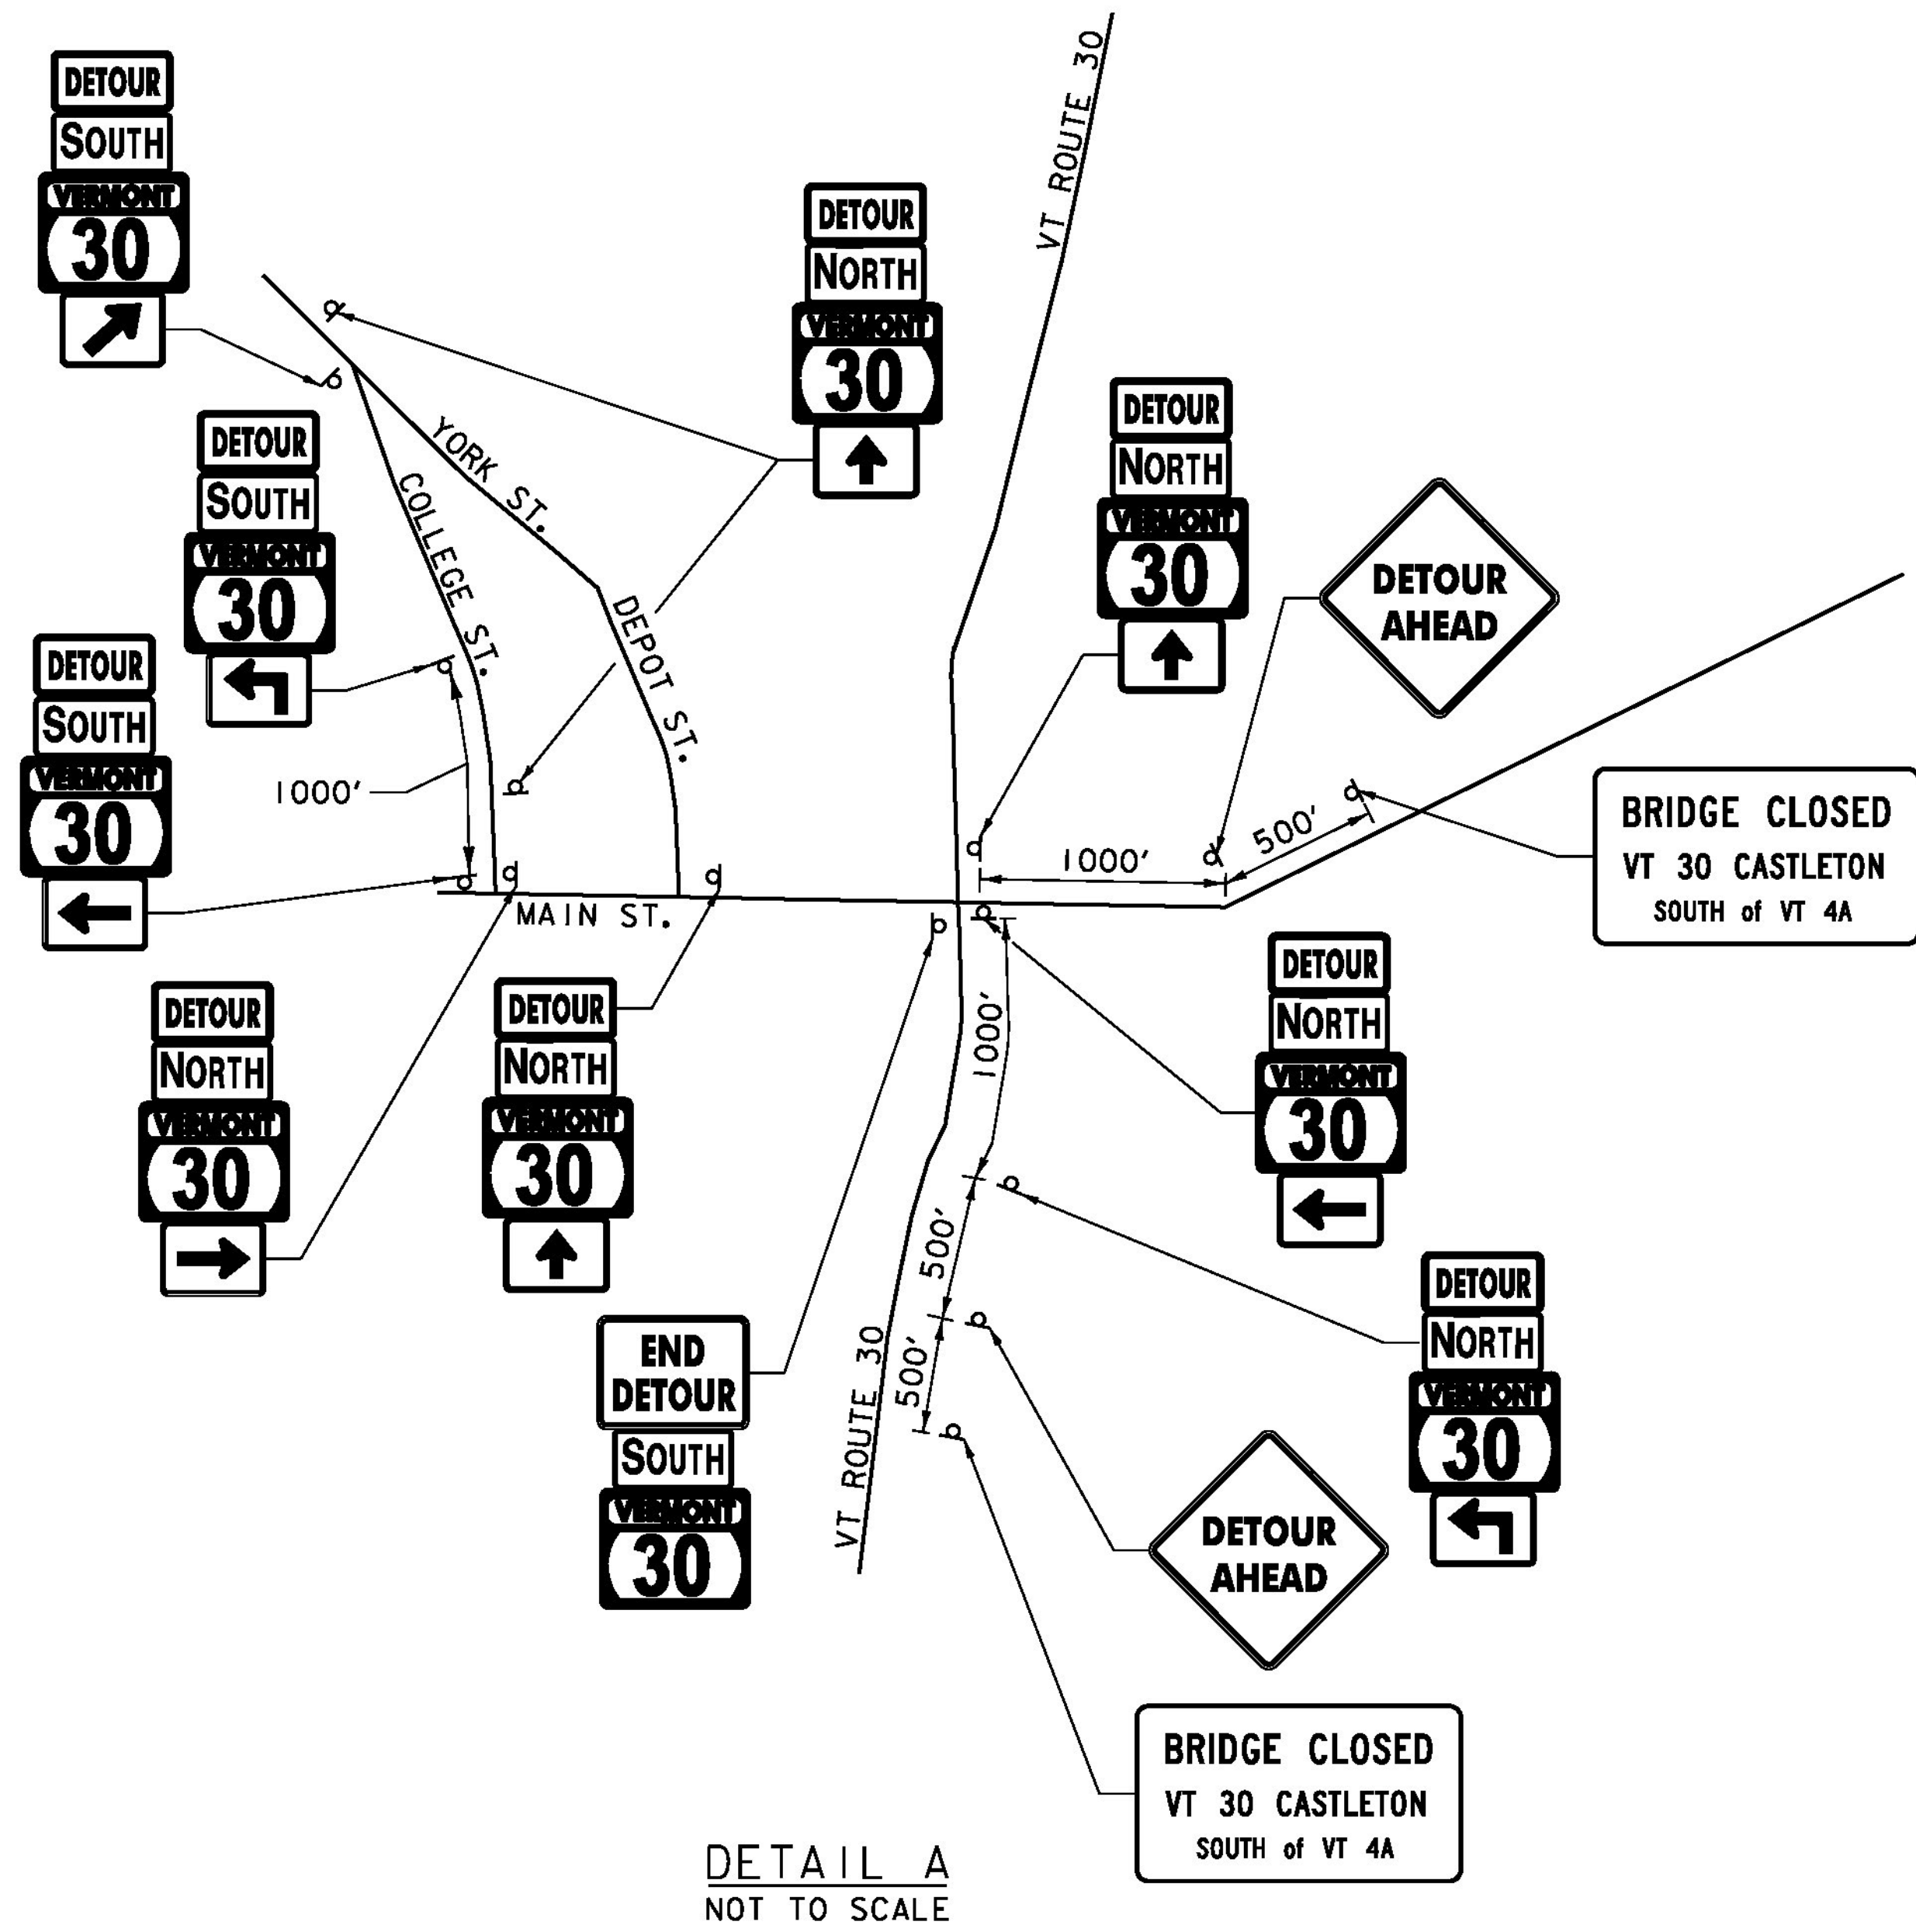 VT ROUTE 30
DETOUR
SOUTH
VERMONT
30
DETOUR
NORTH
VERMONT
30
DETOUR
NORTH
VERMONT
30
DETOUR
AHEAD
DETOUR
SOUTH
VERMONT
30
YORK ST.
COLLEGE ST.
DEPOT ST.
DETOUR
SOUTH
VERMONT
30
1000'
1000'
500'
BRIDGE CLOSED
VT 30 CASTLETON
SOUTH of VT 4A
MAIN ST.
DETOUR
NORTH
VERMONT
30
DETOUR
NORTH
VERMONT
30
1000'
DETOUR
NORTH
VERMONT
30
500'
500'
VT ROUTE 30
END
DETOUR
SOUTH
VERMONT
30
DETOUR
NORTH
VERMONT
30
DETOUR
AHEAD
BRIDGE CLOSED
VT 30 CASTLETON
SOUTH of VT 4A
DETAIL A
NOT TO SCALE